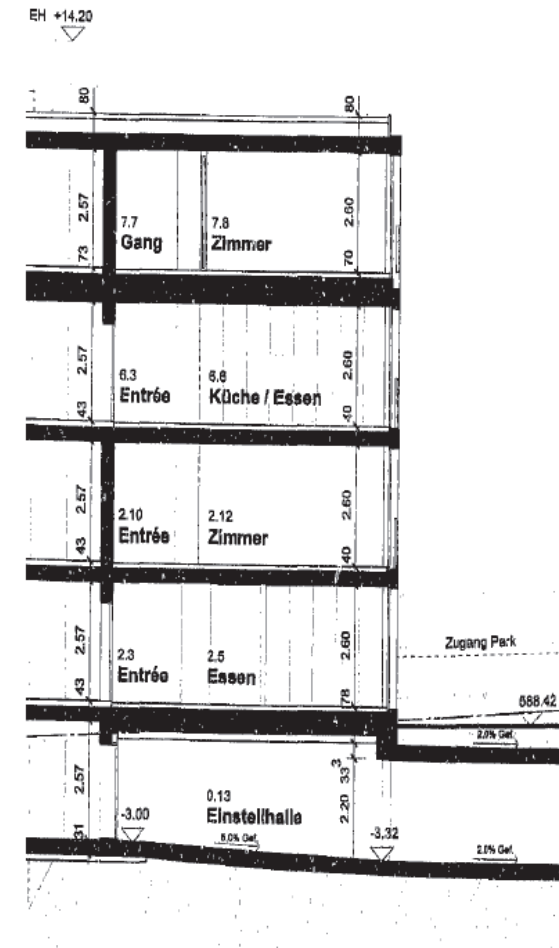 EH +14.20
80
80
2.57
7.7
Gang
7.8
Zimmer
2.60
73
70
2.57
6.3
Entrée
6.6
Küche / Essen
2.60
43
40
2.57
2.10
Entrée
2.12
Zimmer
2.60
43
40
2.57
2.3
Entrée
2.5
Essen
2.60
Zugang Park
43
78
588.42
2.0% Gef.
3
33
2.57
0.13
Einstellhalle
2.20
-3.00
-3.32
31
6.0% Gef.
2.0% Gef.